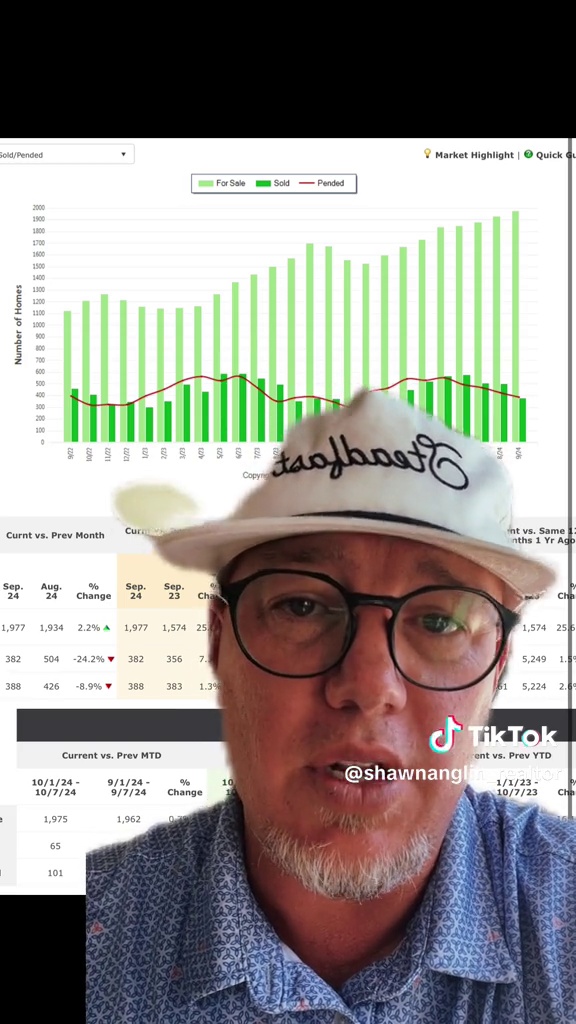 Sold/Pended
Market Highlight | Quick Gu
For Sale Sold Pended
Number of Homes
2000
1900
1800
1700
1600
1500
1400
1300
1200
1100
1000
900
800
700
600
500
400
300
200
100
0
9/22 10/22 11/22 12/22 1/23 2/23 3/23 4/23 5/23 6/23 7/23 8/24 9/24
Steadfast
Curnt vs. Prev Month
nt vs. Same 12
nths 1 Yr Ago
Sep. 24 Aug. 24 % Change Sep. 24 Sep. 23
1,977 1,934 2.2% 1,977 1,574 25. 1,574 25.6
382 504 -24.2% 382 356 7. 5,249 1.5
388 426 -8.9% 388 383 1.3% 61 5,224 2.6
TikTok
@shawnanglin_realtor
Current vs. Prev MTD
rent vs. Prev YTD
10/1/24 - 10/7/24 9/1/24 - 9/7/24 % Change 1/1/23 - 10/7/23
1,975 1,962
65
101